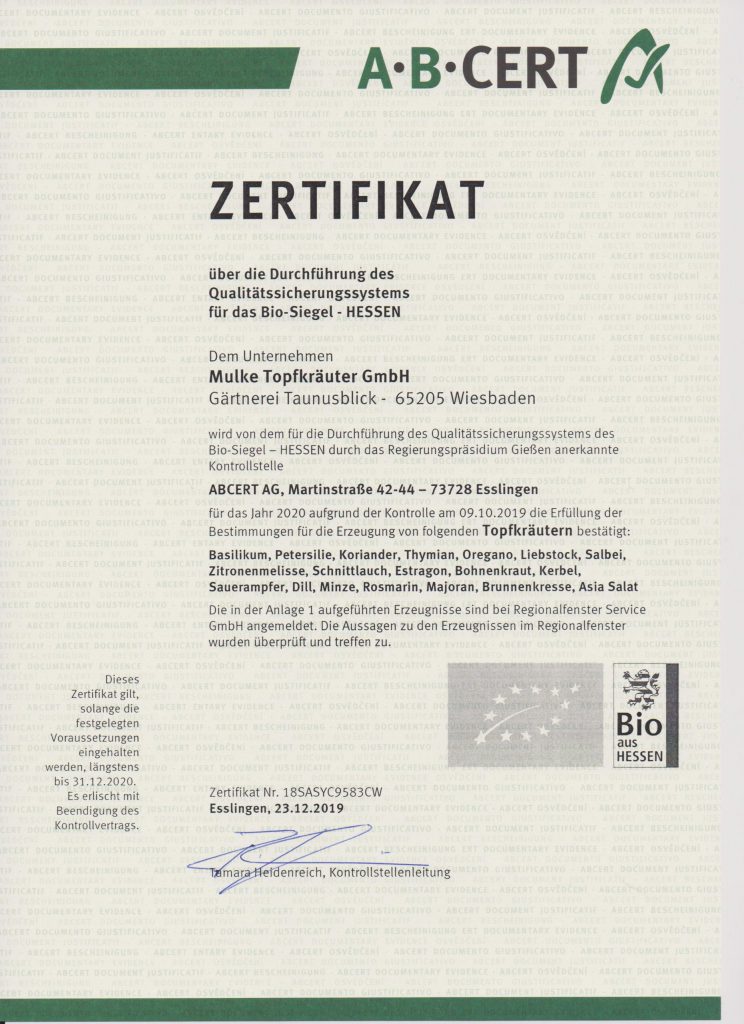 A·B·CERT
ZERTIFIKAT
über die Durchführung des
Qualitätssicherungssystems
für das Bio-Siegel - HESSEN
Dem Unternehmen
Mulke Topfkräuter GmbH
Gärtnerei Taunusblick - 65205 Wiesbaden
wird von dem für die Durchführung des Qualitätssicherungssystems des
Bio-Siegel – HESSEN durch das Regierungspräsidium Gießen anerkannte
Kontrollstelle
ABCERT AG, Martinstraße 42-44 – 73728 Esslingen
für das Jahr 2020 aufgrund der Kontrolle am 09.10.2019 die Erfüllung der
Bestimmungen für die Erzeugung von folgenden Topfkräutern bestätigt:
Basilikum, Petersilie, Koriander, Thymian, Oregano, Liebstock, Salbei,
Zitronenmelisse, Schnittlauch, Estragon, Bohnenkraut, Kerbel,
Sauerampfer, Dill, Minze, Rosmarin, Majoran, Brunnenkresse, Asia Salat
Die in der Anlage 1 aufgeführten Erzeugnisse sind bei Regionalfenster Service
GmbH angemeldet. Die Aussagen zu den Erzeugnissen im Regionalfenster
wurden überprüft und treffen zu.
Dieses
Zertifikat gilt,
solange die
festgelegten
Voraussetzungen
eingehalten
werden, längstens
bis 31.12.2020.
Es erlischt mit
Beendigung des
Kontrollvertrags.
Bio
aus
HESSEN
Zertifikat Nr. 18SASYC9583CW
Esslingen, 23.12.2019
Tamara Heidenreich, Kontrollstellenleitung